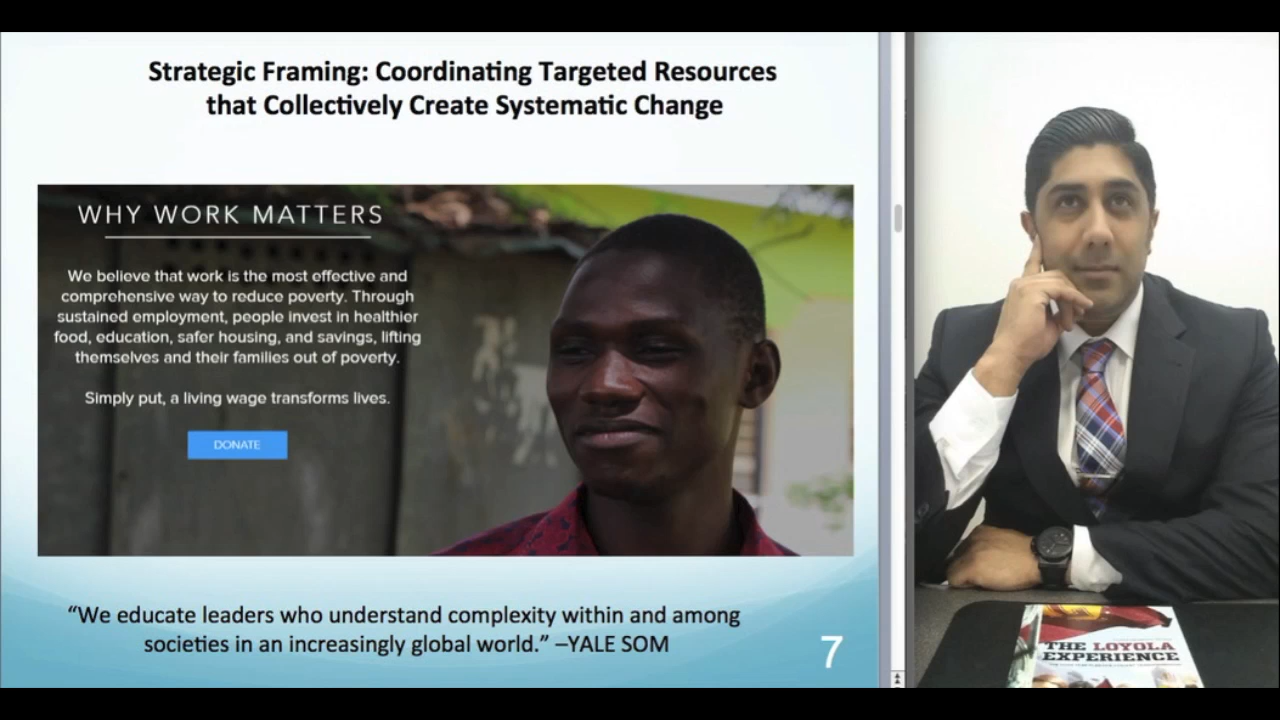 Strategic Framing: Coordinating Targeted Resources
that Collectively Create Systematic Change
WHY WORK MATTERS
We believe that work is the most effective and
comprehensive way to reduce poverty. Through
sustained employment, people invest in healthier
food, education, safer housing, and savings, lifting
themselves and their families out of poverty.
Simply put, a living wage transforms lives.
DONATE
“We educate leaders who understand complexity within and among
societies in an increasingly global world.” –YALE SOM
7
THE LOYOLA
EXPERIENCE